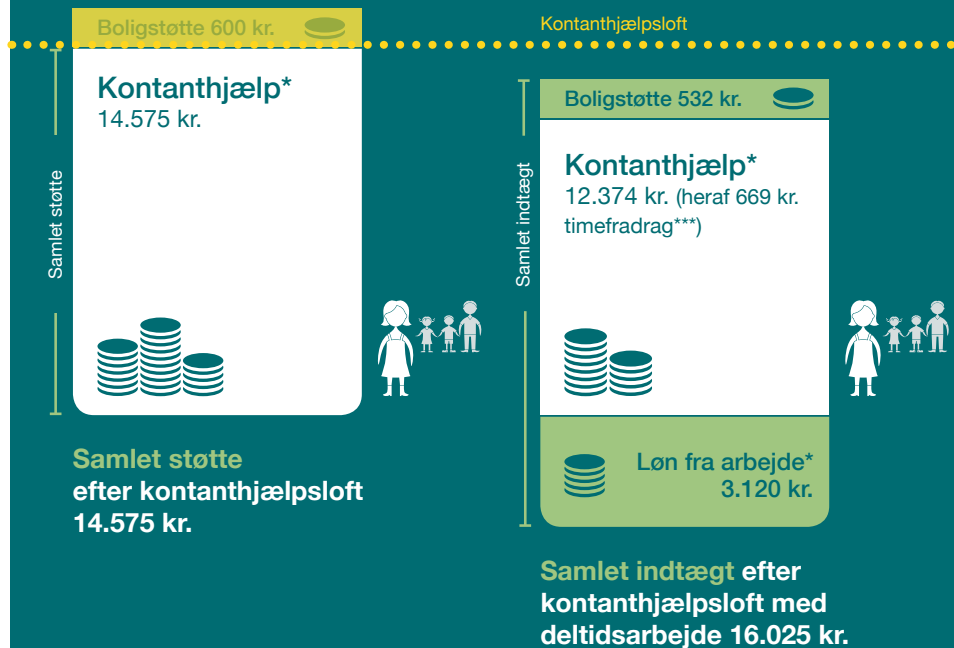 Boligstøtte 600 kr.
Kontanthjælpsloft
Kontanthjælp*
14.575 kr.
Samlet støtte
Samlet støtte
efter kontanthjælpsloft
14.575 kr.
Boligstøtte 532 kr.
Kontanthjælp*
12.374 kr. (heraf 669 kr.
timefradrag***)
Samlet indtægt
Løn fra arbejde*
3.120 kr.
Samlet indtægt efter
kontanthjælpsloft med
deltidsarbejde 16.025 kr.